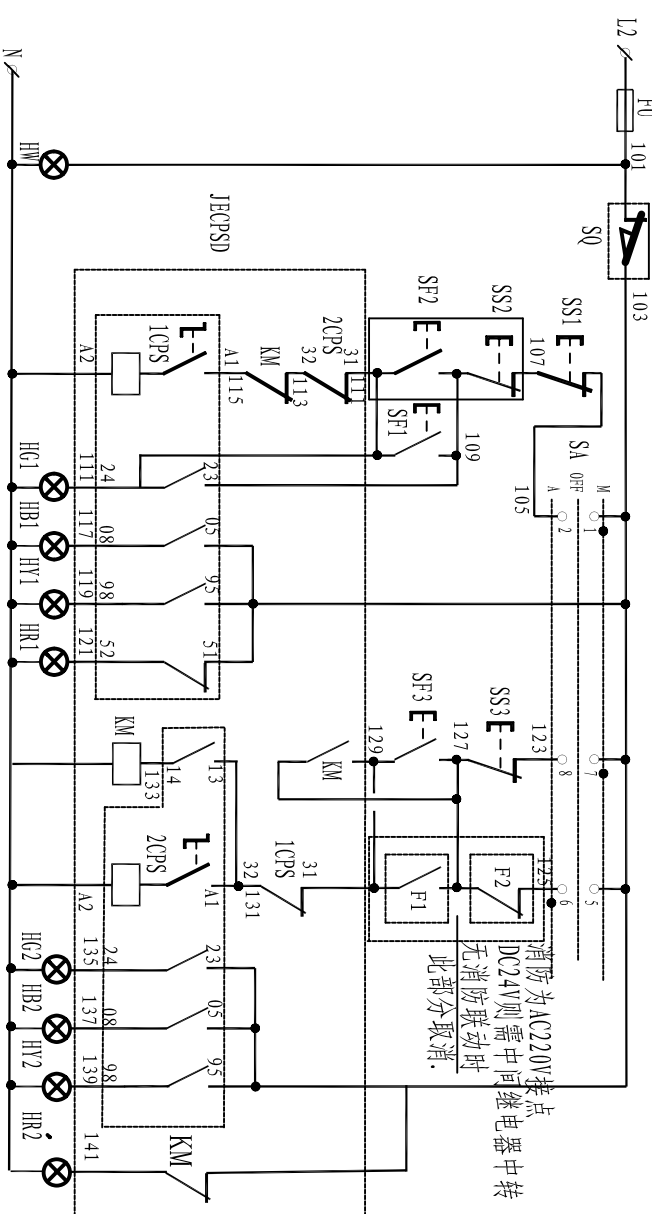 L2
FU
101
SQ
103
N
HW
JECPSD
SS1
SS2
107
SF2
SF1
109
SA
M
OFF
A
105
1
2
31
111
2CPS
32
113
KM
A1
115
1CPS
A2
23
24
111
HG1
05
08
117
HB1
95
98
119
HY1
51
52
121
HR1
7
8
123
SS3
127
SF3
129
KM
5
6
125
F2
F1
消防为AC220V接点
DC24V则需中间继电器中转
无消防联动时
此部分取消.
31
1CPS
32
131
13
14
133
KM
A1
2CPS
A2
23
24
135
HG2
05
08
137
HB2
95
98
139
HY2
KM
141
HR2